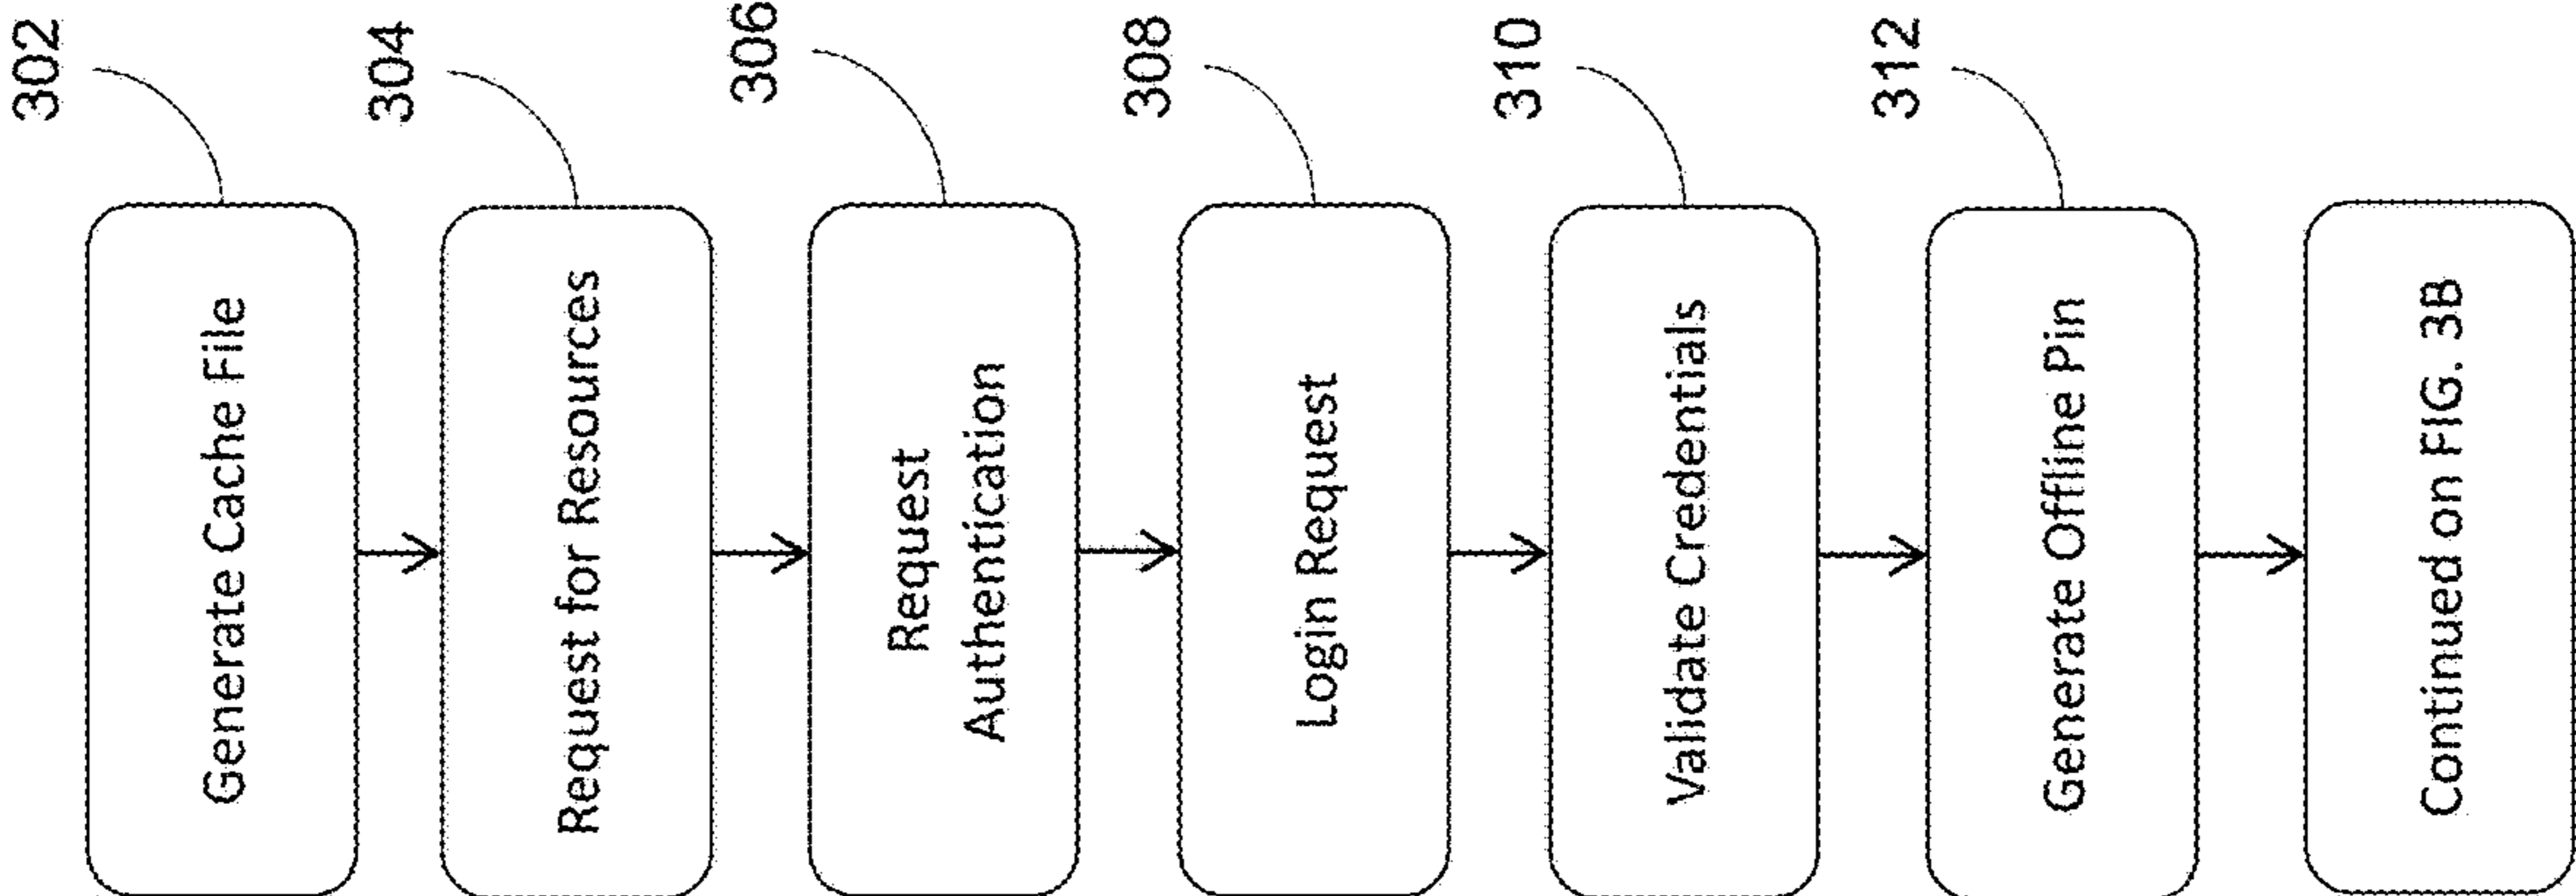 302
Generate Cache File
304
Request for Resources
306
Request
Authentication
308
Login Request
310
Validate Credentials
312
Generate Offline Pin
Continued on FIG. 3B